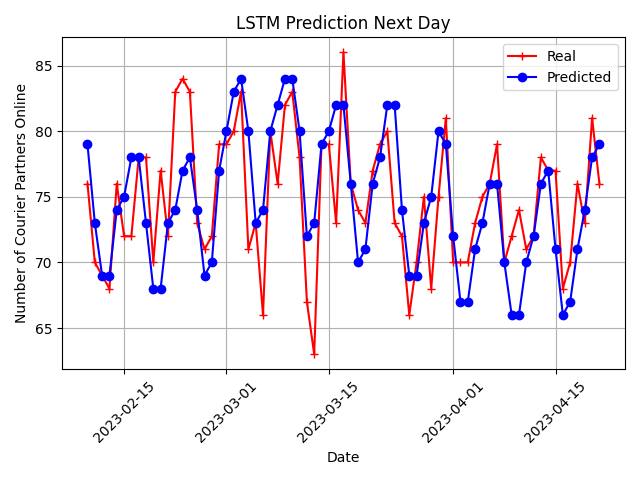 LSTM Prediction Next Day
Real
Predicted
Number of Courier Partners Online
85
80
75
70
65
2023-02-15
2023-03-01
2023-03-15
2023-04-01
2023-04-15
Date